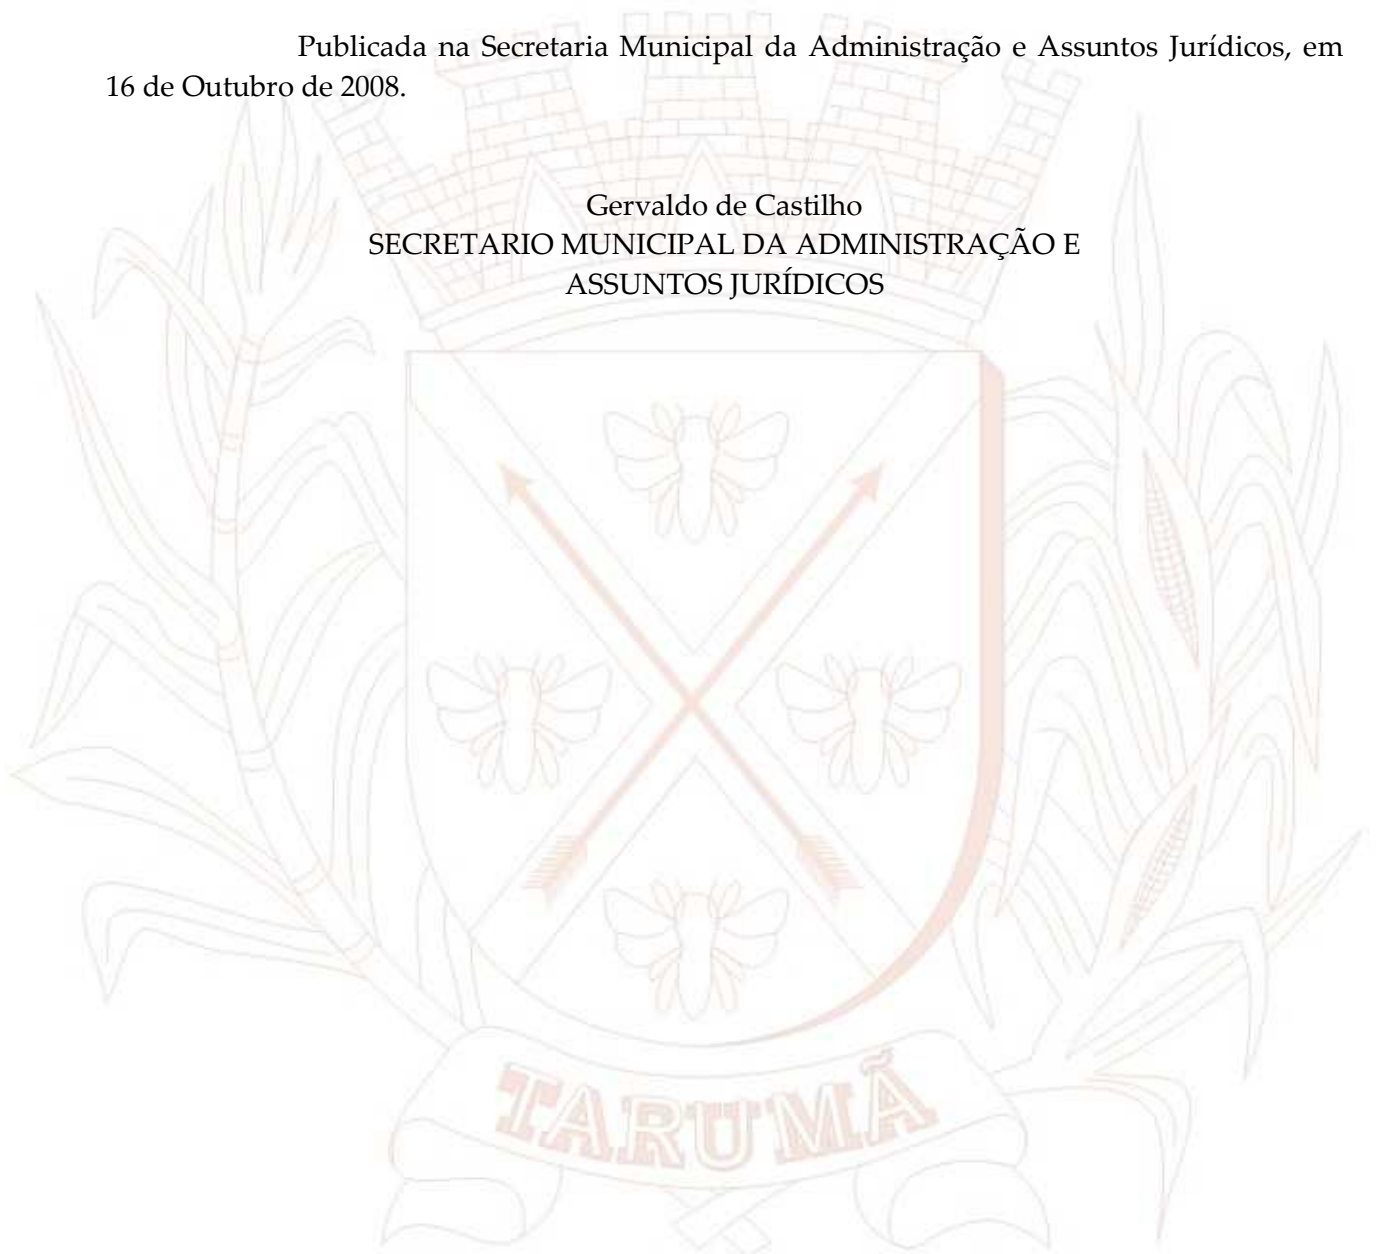 Publicada na Secretaria Municipal da Administração e Assuntos Jurídicos, em
16 de Outubro de 2008.
Gervaldo de Castilho
SECRETARIO MUNICIPAL DA ADMINISTRAÇÃO E
ASSUNTOS JURÍDICOS
TARUMÃ